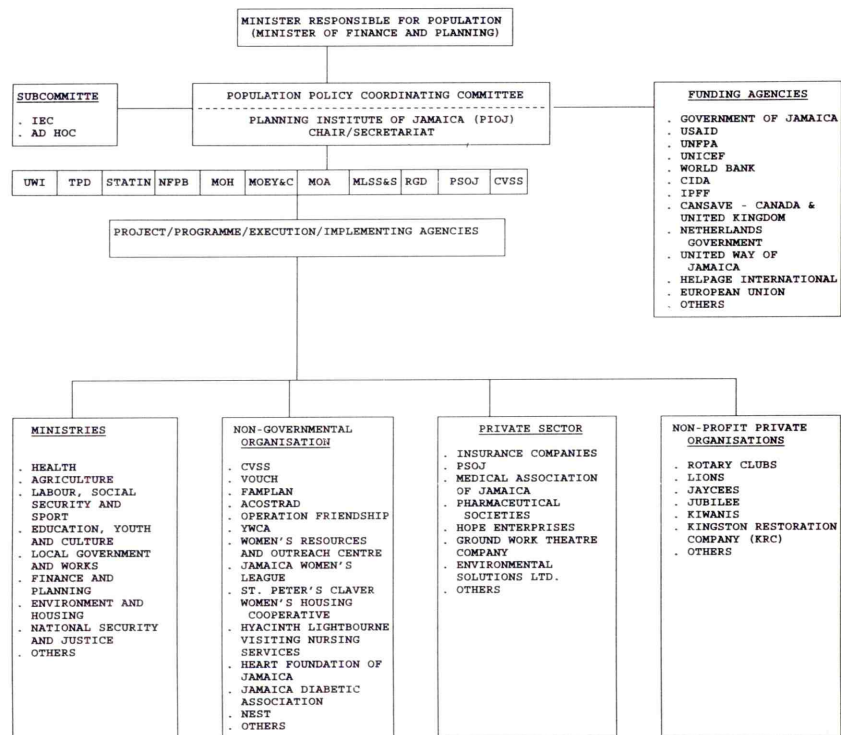 MINISTER RESPONSIBLE FOR POPULATION
(MINISTER OF FINANCE AND PLANNING)
SUBCOMMITTE
. IEC
. AD HOC
POPULATION POLICY COORDINATING COMMITTEE
PLANNING INSTITUTE OF JAMAICA (PIOJ)
CHAIR/SECRETARIAT
FUNDING AGENCIES
. GOVERNMENT OF JAMAICA
. USAID
. UNFPA
. UNICEF
. WORLD BANK
. CIDA
. IPFF
. CANSAVE - CANADA &
UNITED KINGDOM
. NETHERLANDS
GOVERNMENT
. UNITED WAY OF
JAMAICA
. HELPAGE INTERNATIONAL
. EUROPEAN UNION
. OTHERS
UWI TPD STATIN NFPB MOH MOEY&C MOA MLSS&S RGD PSOJ CVSS
PROJECT/PROGRAMME/EXECUTION/IMPLEMENTING AGENCIES
MINISTRIES
. HEALTH
. AGRICULTURE
. LABOUR, SOCIAL
SECURITY AND
SPORT
. EDUCATION, YOUTH
AND CULTURE
. LOCAL GOVERNMENT
AND WORKS
. FINANCE AND
PLANNING
. ENVIRONMENT AND
HOUSING
. NATIONAL SECURITY
AND JUSTICE
. OTHERS
NON-GOVERNMENTAL
ORGANISATION
. CVSS
. VOUCH
. FAMPLAN
. ACOSTRAD
. OPERATION FRIENDSHIP
. YWCA
. WOMEN'S RESOURCES
AND OUTREACH CENTRE
. JAMAICA WOMEN'S
LEAGUE
. ST. PETER'S CLAVER
WOMEN'S HOUSING
COOPERATIVE
. HYACINTH LIGHTBOURNE
VISITING NURSING
SERVICES
. HEART FOUNDATION OF
JAMAICA
. JAMAICA DIABETIC
ASSOCIATION
. NEST
. OTHERS
PRIVATE SECTOR
. INSURANCE COMPANIES
. PSOJ
. MEDICAL ASSOCIATION
OF JAMAICA
. PHARMACEUTICAL
SOCIETIES
. HOPE ENTERPRISES
. GROUND WORK THEATRE
COMPANY
. ENVIRONMENTAL
SOLUTIONS LTD.
. OTHERS
NON-PROFIT PRIVATE
ORGANISATIONS
. ROTARY CLUBS
. LIONS
. JAYCEES
. JUBILEE
. KIWANIS
. KINGSTON RESTORATION
COMPANY (KRC)
. OTHERS